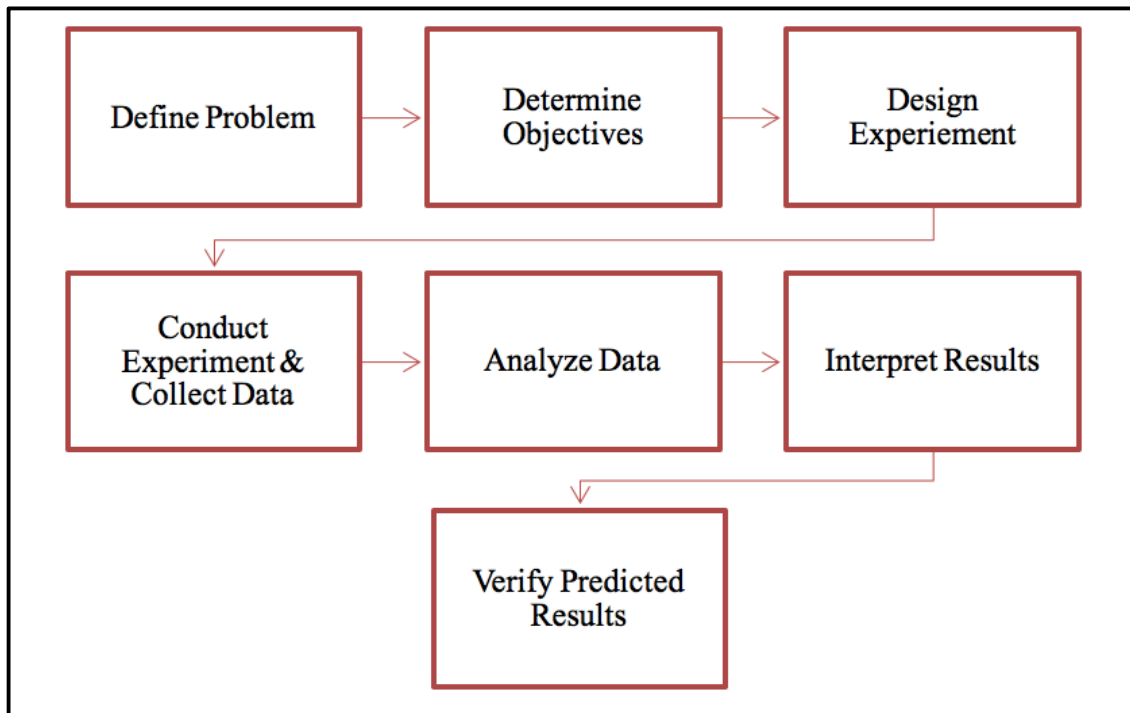 Define Problem
Determine
Objectives
Design
Experiement
Conduct
Experiment &
Collect Data
Analyze Data
Interpret Results
Verify Predicted
Results